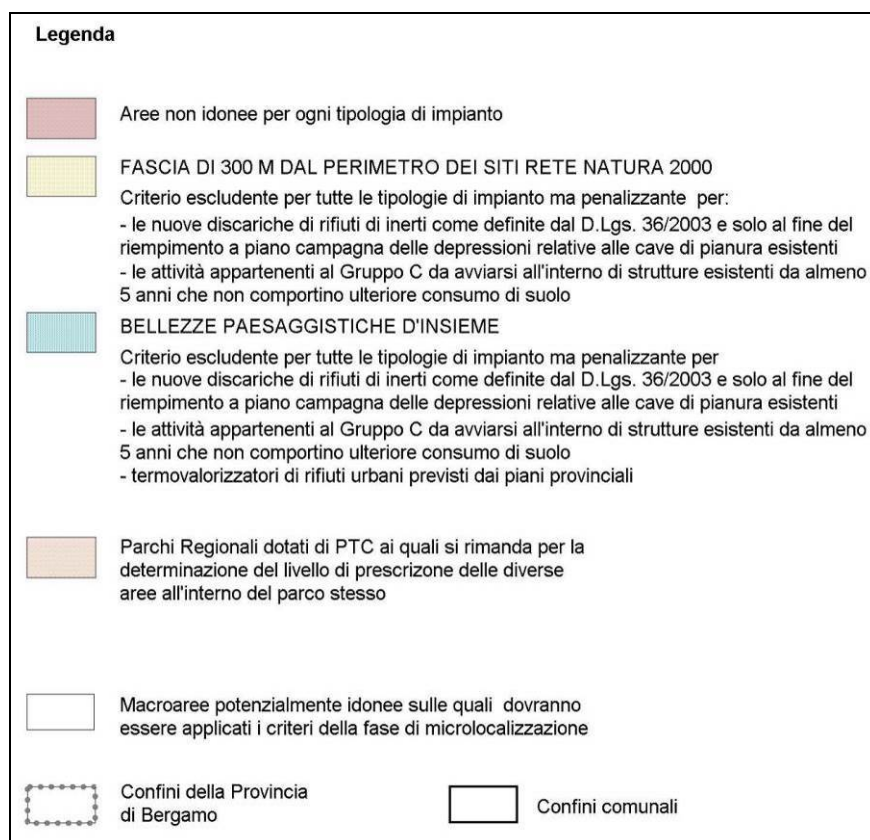 Legenda
Aree non idonee per ogni tipologia di impianto
FASCIA DI 300 M DAL PERIMETRO DEI SITI RETE NATURA 2000
Criterio escludente per tutte le tipologie di impianto ma penalizzante per:
- le nuove discariche di rifiuti di inerti come definite dal D.Lgs. 36/2003 e solo al fine del
riempimento a piano campagna delle depressioni relative alle cave di pianura esistenti
- le attività appartenenti al Gruppo C da avviarsi all'interno di strutture esistenti da almeno
5 anni che non comportino ulteriore consumo di suolo
BELLEZZE PAESAGGISTICHE D'INSIEME
Criterio escludente per tutte le tipologie di impianto ma penalizzante per
- le nuove discariche di rifiuti di inerti come definite dal D.Lgs. 36/2003 e solo al fine del
riempimento a piano campagna delle depressioni relative alle cave di pianura esistenti
- le attività appartenenti al Gruppo C da avviarsi all'interno di strutture esistenti da almeno
5 anni che non comportino ulteriore consumo di suolo
- termovalorizzatori di rifiuti urbani previsti dai piani provinciali
Parchi Regionali dotati di PTC ai quali si rimanda per la
determinazione del livello di prescrizone delle diverse
aree all'interno del parco stesso
Macroaree potenzialmente idonee sulle quali dovranno
essere applicati i criteri della fase di microlocalizzazione
Confini della Provincia
di Bergamo
Confini comunali